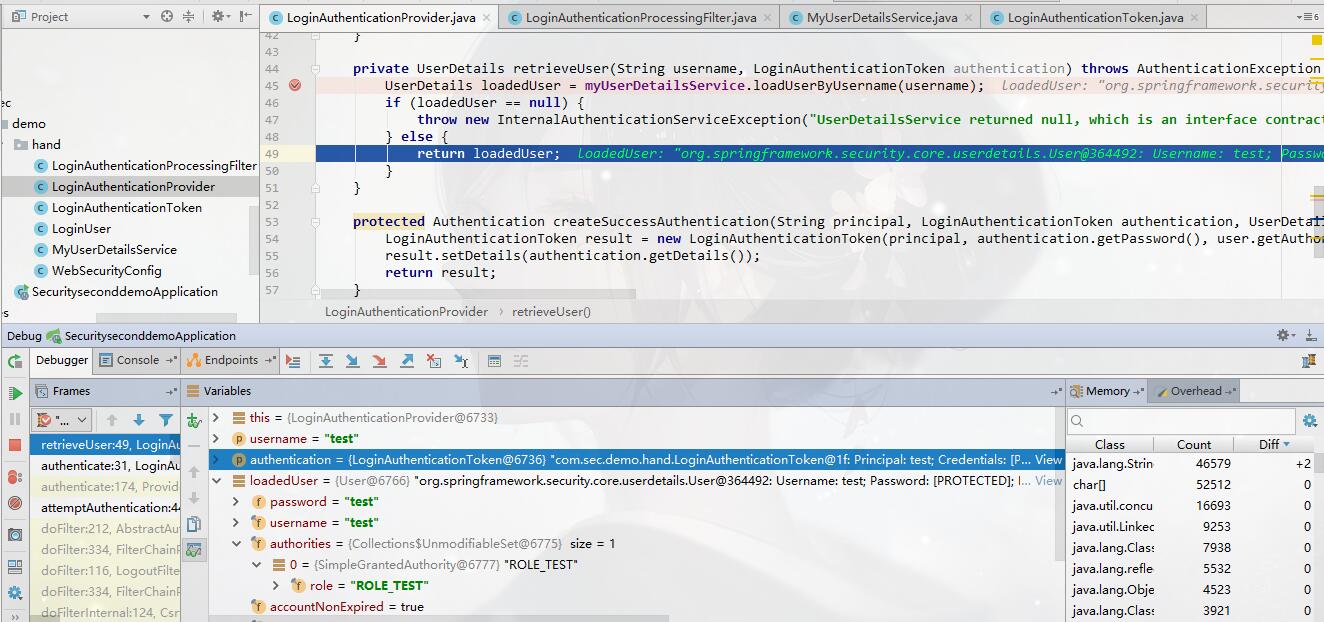 Project
LoginAuthenticationProvider.java
LoginAuthenticationProcessingFilter.java
MyUserDetailsService.java
LoginAuthenticationToken.java
6
ec
demo
hand
LoginAuthenticationProcessingFilter
LoginAuthenticationProvider
LoginAuthenticationToken
LoginUser
MyUserDetailsService
WebSecurityConfig
SecurityseconddemoApplication
es
42 }
43
44 private UserDetails retrieveUser(String username, LoginAuthenticationToken authentication) throws AuthenticationException
45 UserDetails loadedUser = myUserDetailsService.loadUserByUsername(username); loadedUser: "org.springframework.security
46 if (loadedUser == null) {
47 throw new InternalAuthenticationServiceException("UserDetailsService returned null, which is an interface contract
48 } else {
49 return loadedUser; loadedUser: "org.springframework.security.core.userdetails.User@364492: Username: test; Passw
50 }
51 }
52
53 protected Authentication createSuccessAuthentication(String principal, LoginAuthenticationToken authentication, UserDetai
54 LoginAuthenticationToken result = new LoginAuthenticationToken(principal, authentication.getPassword(), user.getAutho
55 result.setDetails(authentication.getDetails());
56 return result;
57 }
LoginAuthenticationProvider › retrieveUser()
Debug SecurityseconddemoApplication
Debugger Console Endpoints
Frames
"...
retrieveUser:49, LoginAu
authenticate:31, LoginAu
authenticate:174, Provid
attemptAuthentication:44
doFilter:212, AbstractAu
doFilter:334, FilterChainP
doFilter:116, LogoutFilte
doFilter:334, FilterChainP
doFilterInternal:124, Csr
Variables
this = {LoginAuthenticationProvider@6733}
username = "test"
authentication = {LoginAuthenticationToken@6736} "com.sec.demo.hand.LoginAuthenticationToken@1f: Principal: test; Credentials: [P... View
loadedUser = {User@6766} "org.springframework.security.core.userdetails.User@364492: Username: test; Password: [PROTECTED]; E... View
password = "test"
username = "test"
authorities = {Collections$UnmodifiableSet@6775} size = 1
0 = {SimpleGrantedAuthority@6777} "ROLE_TEST"
role = "ROLE_TEST"
accountNonExpired = true
Memory Overhead
Class Count Diff
java.lang.Strin 46579 +2
char[] 52512 0
java.util.concu 16693 0
java.util.Linkec 9253 0
java.lang.Class 7938 0
java.lang.refle 5532 0
java.lang.Obje 4523 0
java.lang.Class 3921 0